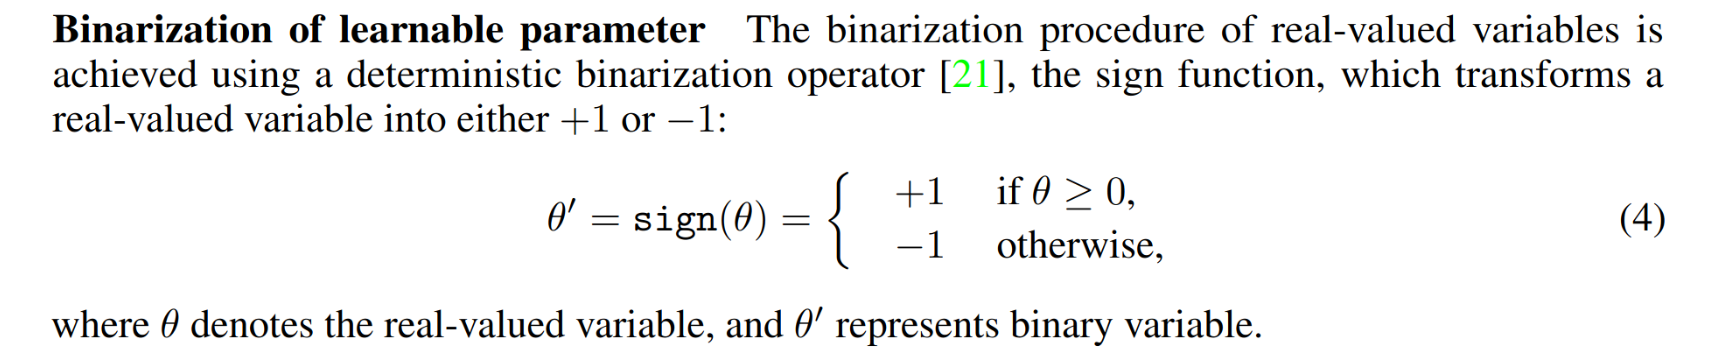 Binarization of learnable parameter The binarization procedure of real-valued variables is
achieved using a deterministic binarization operator [21], the sign function, which transforms a
real-valued variable into either +1 or −1:
θ′ = sign(θ) = { +1 if θ ≥ 0,
−1 otherwise, (4)
where θ denotes the real-valued variable, and θ′ represents binary variable.